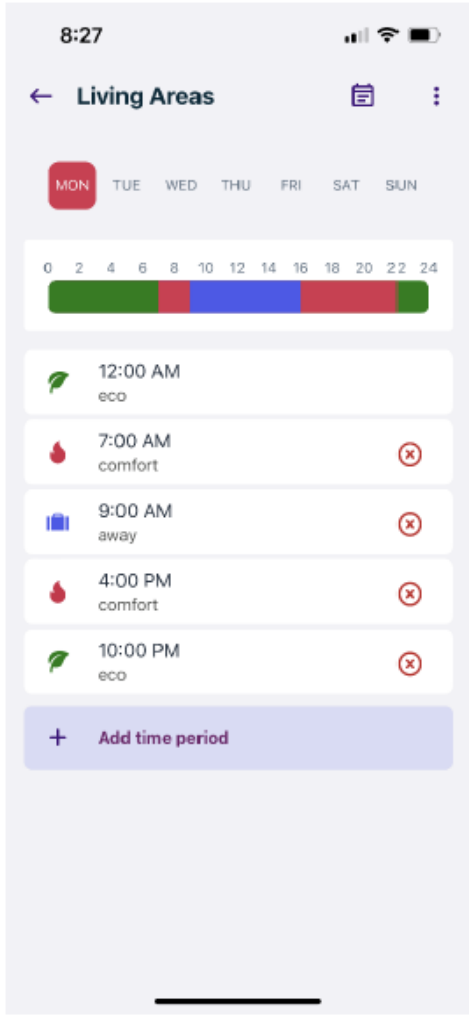 8:27
Living Areas
MON TUE WED THU FRI SAT SUN
0 2 4 6 8 10 12 14 16 18 20 22 24
12:00 AM
eco
7:00 AM
comfort
9:00 AM
away
4:00 PM
comfort
10:00 PM
eco
+ Add time period